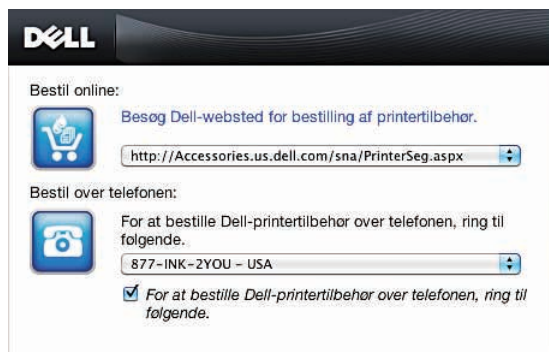 DELL
Bestil online:
Besøg Dell-websted for bestilling af printertilbehør.
http://Accessories.us.dell.com/sna/PrinterSeg.aspx
Bestil over telefonen:
For at bestille Dell-printertilbehør over telefonen, ring til
følgende.
877-INK-2YOU – USA
For at bestille Dell-printertilbehør over telefonen, ring til
følgende.